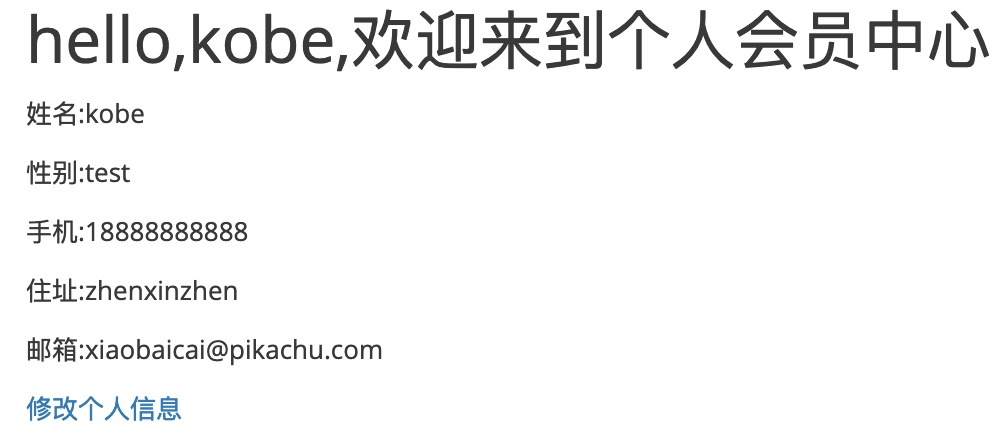 hello,kobe,欢迎来到个人会员中心
姓名:kobe
性别:test
手机:18888888888
住址:zhenxinzhen
邮箱:xiaobaicai@pikachu.com
修改个人信息